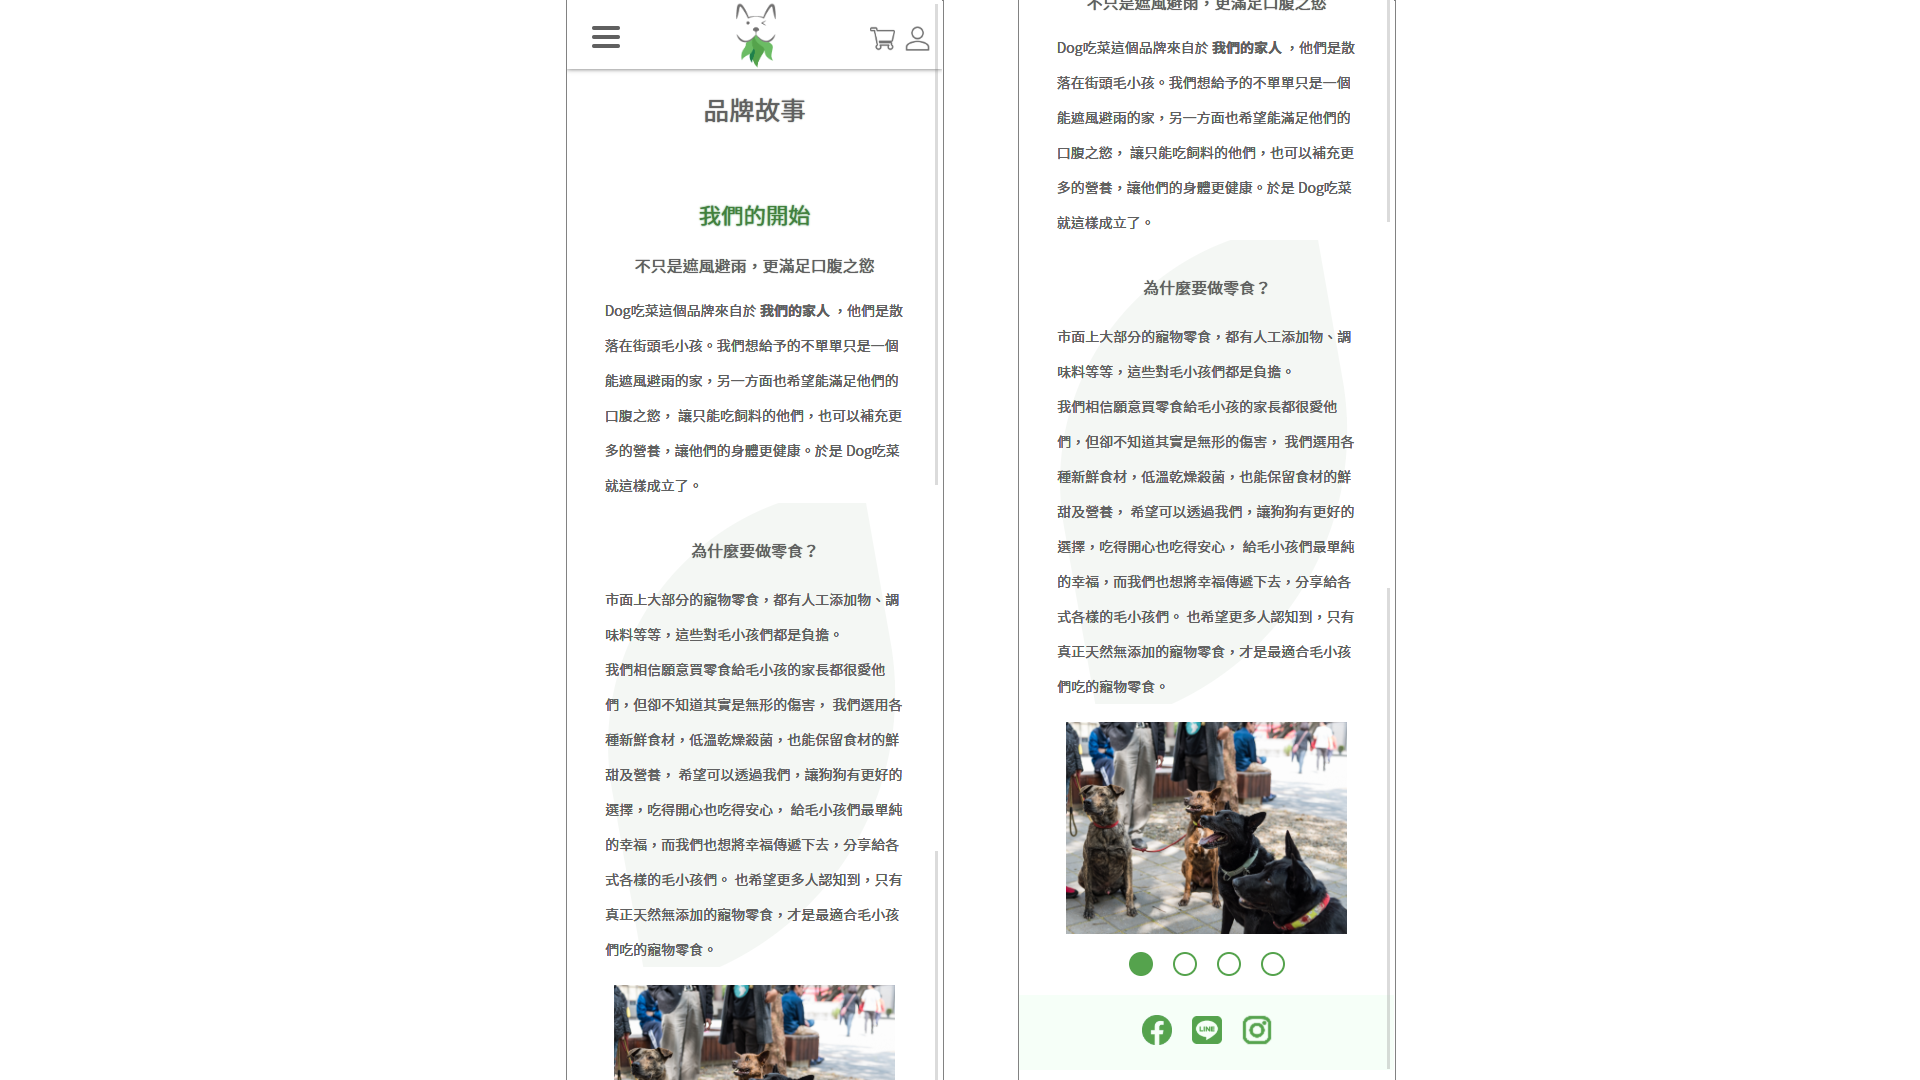 品牌故事
我們的開始
不只是遮風避雨，更滿足口腹之慾
Dog吃菜這個品牌來自於 我們的家人 ，他們是散
落在街頭毛小孩。我們想給予的不單單只是一個
能遮風避雨的家，另一方面也希望能滿足他們的
口腹之慾， 讓只能吃飼料的他們，也可以補充更
多的營養，讓他們的身體更健康。於是 Dog吃菜
就這樣成立了。
為什麼要做零食？
市面上大部分的寵物零食，都有人工添加物、調
味料等等，這些對毛小孩們都是負擔。
我們相信願意買零食給毛小孩的家長都很愛他
們，但卻不知道其實是無形的傷害， 我們選用各
種新鮮食材，低溫乾燥殺菌，也能保留食材的鮮
甜及營養， 希望可以透過我們，讓狗狗有更好的
選擇，吃得開心也吃得安心， 給毛小孩們最單純
的幸福，而我們也想將幸福傳遞下去，分享給各
式各樣的毛小孩們。 也希望更多人認知到，只有
真正天然無添加的寵物零食，才是最適合毛小孩
們吃的寵物零食。
不只是遮風避雨，更滿足口腹之慾
Dog吃菜這個品牌來自於 我們的家人 ，他們是散
落在街頭毛小孩。我們想給予的不單單只是一個
能遮風避雨的家，另一方面也希望能滿足他們的
口腹之慾， 讓只能吃飼料的他們，也可以補充更
多的營養，讓他們的身體更健康。於是 Dog吃菜
就這樣成立了。
為什麼要做零食？
市面上大部分的寵物零食，都有人工添加物、調
味料等等，這些對毛小孩們都是負擔。
我們相信願意買零食給毛小孩的家長都很愛他
們，但卻不知道其實是無形的傷害， 我們選用各
種新鮮食材，低溫乾燥殺菌，也能保留食材的鮮
甜及營養， 希望可以透過我們，讓狗狗有更好的
選擇，吃得開心也吃得安心， 給毛小孩們最單純
的幸福，而我們也想將幸福傳遞下去，分享給各
式各樣的毛小孩們。 也希望更多人認知到，只有
真正天然無添加的寵物零食，才是最適合毛小孩
們吃的寵物零食。
LINE